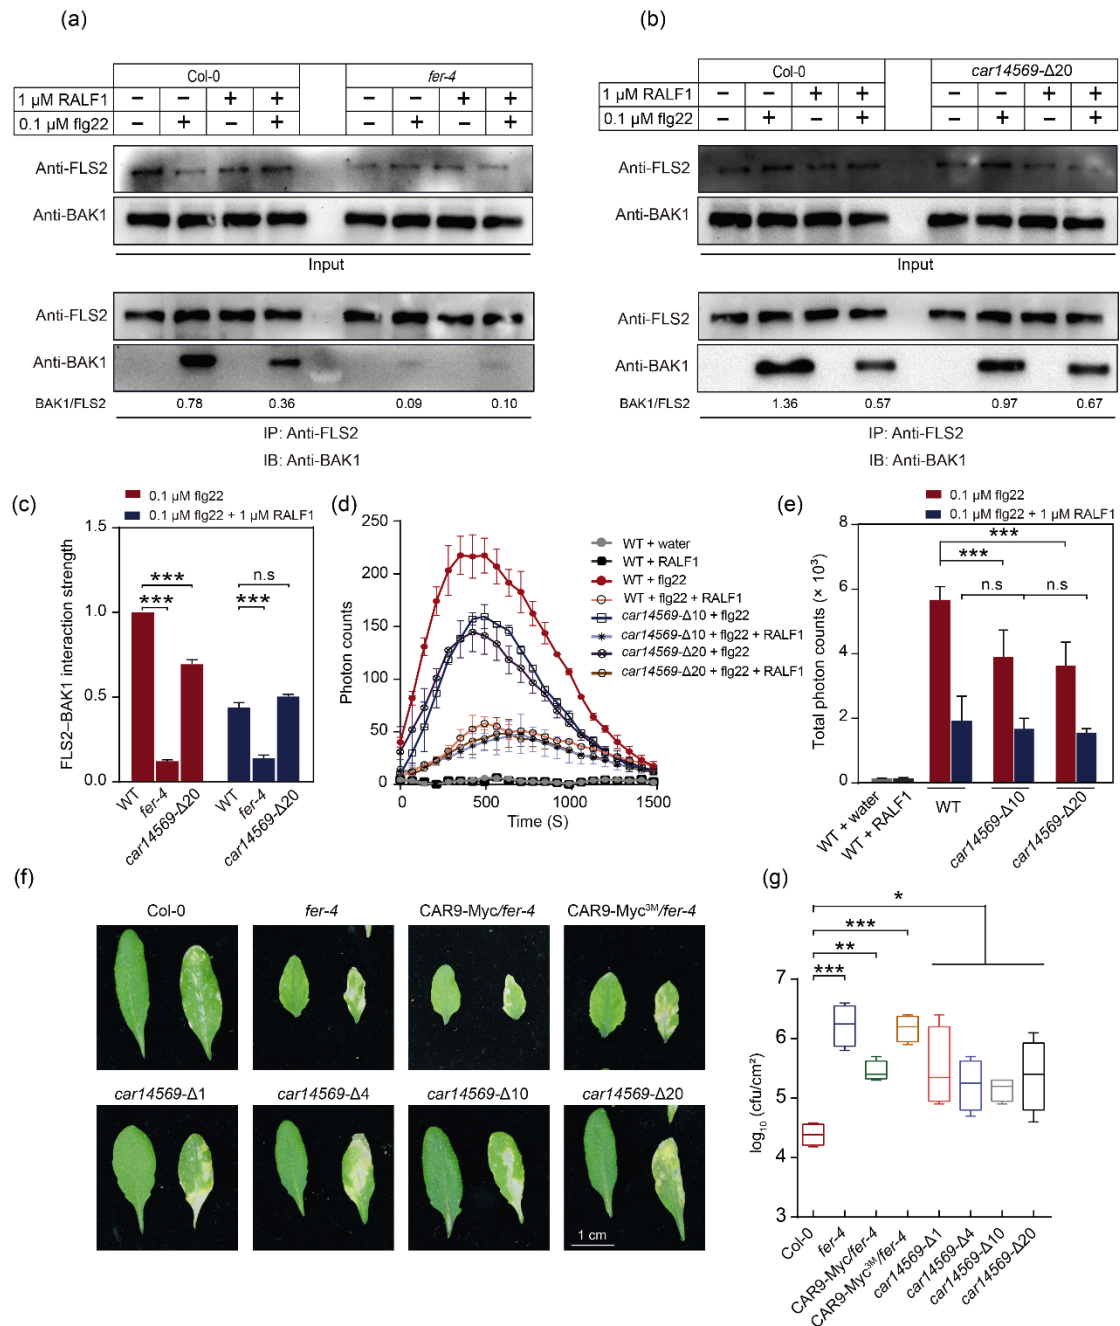 (a)
Col-0 fer-4
1 µM RALF1 − − + + − − + +
0.1 µM flg22 − + − + − + − +
Anti-FLS2
Anti-BAK1
Input
Anti-FLS2
Anti-BAK1
BAK1/FLS2 0.78 0.36 0.09 0.10
IP: Anti-FLS2
IB: Anti-BAK1
(b)
Col-0 car14569-Δ20
1 µM RALF1 − − + + − − + +
0.1 µM flg22 − + − + − + − +
Anti-FLS2
Anti-BAK1
Input
Anti-FLS2
Anti-BAK1
BAK1/FLS2 1.36 0.57 0.97 0.67
IP: Anti-FLS2
IB: Anti-BAK1
(c)
0.1 µM flg22
0.1 µM flg22 + 1 µM RALF1
FLS2–BAK1 interaction strength
1.5
1.0
0.5
0.0
***
***
n.s
***
WT
fer-4
car14569-Δ20
WT
fer-4
car14569-Δ20
(d)
Photon counts
250
200
150
100
50
0
0 500 1000 1500
Time (S)
WT + water
WT + RALF1
WT + flg22
WT + flg22 + RALF1
car14569-Δ10 + flg22
car14569-Δ10 + flg22 + RALF1
car14569-Δ20 + flg22
car14569-Δ20 + flg22 + RALF1
(e)
0.1 µM flg22
0.1 µM flg22 + 1 µM RALF1
Total photon counts (× 10³)
8
6
4
2
0
***
***
n.s n.s
WT + water
WT + RALF1
WT
car14569-Δ10
car14569-Δ20
(f)
Col-0 fer-4 CAR9-Myc/fer-4 CAR9-Myc³ᴹ/fer-4
car14569-Δ1 car14569-Δ4 car14569-Δ10 car14569-Δ20
1 cm
(g)
log₁₀ (cfu/cm²)
7
6
5
4
3
*
***
**
***
Col-0
fer-4
CAR9-Myc/fer-4
CAR9-Myc³ᴹ/fer-4
car14569-Δ1
car14569-Δ4
car14569-Δ10
car14569-Δ20